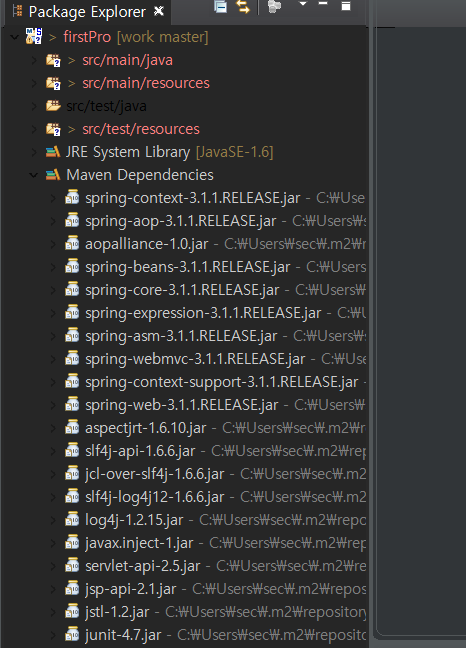 Package Explorer
> firstPro [work master]
> src/main/java
> src/main/resources
src/test/java
> src/test/resources
JRE System Library [JavaSE-1.6]
Maven Dependencies
spring-context-3.1.1.RELEASE.jar - C:₩Use
spring-aop-3.1.1.RELEASE.jar - C:₩Users₩s
aopalliance-1.0.jar - C:₩Users₩sec₩.m2₩r
spring-beans-3.1.1.RELEASE.jar - C:₩Users
spring-core-3.1.1.RELEASE.jar - C:₩Users₩
spring-expression-3.1.1.RELEASE.jar - C:₩U
spring-asm-3.1.1.RELEASE.jar - C:₩Users₩s
spring-webmvc-3.1.1.RELEASE.jar - C:₩Use
spring-context-support-3.1.1.RELEASE.jar -
spring-web-3.1.1.RELEASE.jar - C:₩Users₩s
aspectjrt-1.6.10.jar - C:₩Users₩sec₩.m2₩r
slf4j-api-1.6.6.jar - C:₩Users₩sec₩.m2₩rep
jcl-over-slf4j-1.6.6.jar - C:₩Users₩sec₩.m2
slf4j-log4j12-1.6.6.jar - C:₩Users₩sec₩.m2
log4j-1.2.15.jar - C:₩Users₩sec₩.m2₩repo
javax.inject-1.jar - C:₩Users₩sec₩.m2₩rep
servlet-api-2.5.jar - C:₩Users₩sec₩.m2₩re
jsp-api-2.1.jar - C:₩Users₩sec₩.m2₩repos
jstl-1.2.jar - C:₩Users₩sec₩.m2₩repository
junit-4.7.jar - C:₩Users₩sec₩.m2₩reposito